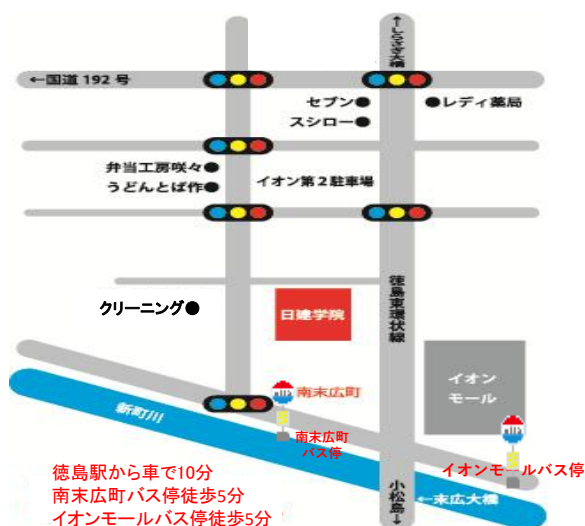 ←しらさぎ大橋
←国道 192 号
セブン●
●レディ薬局
スシロー●
弁当工房咲々●
イオン第2駐車場
うどんとば作●
徳島東環状線
クリーニング●
日建学院
イオン
モール
南末広町
新町川
南末広町
バス停
イオンモールバス停
徳島駅から車で10分
南末広町バス停徒歩5分
イオンモールバス停徒歩5分
小松島→
←末広大橋